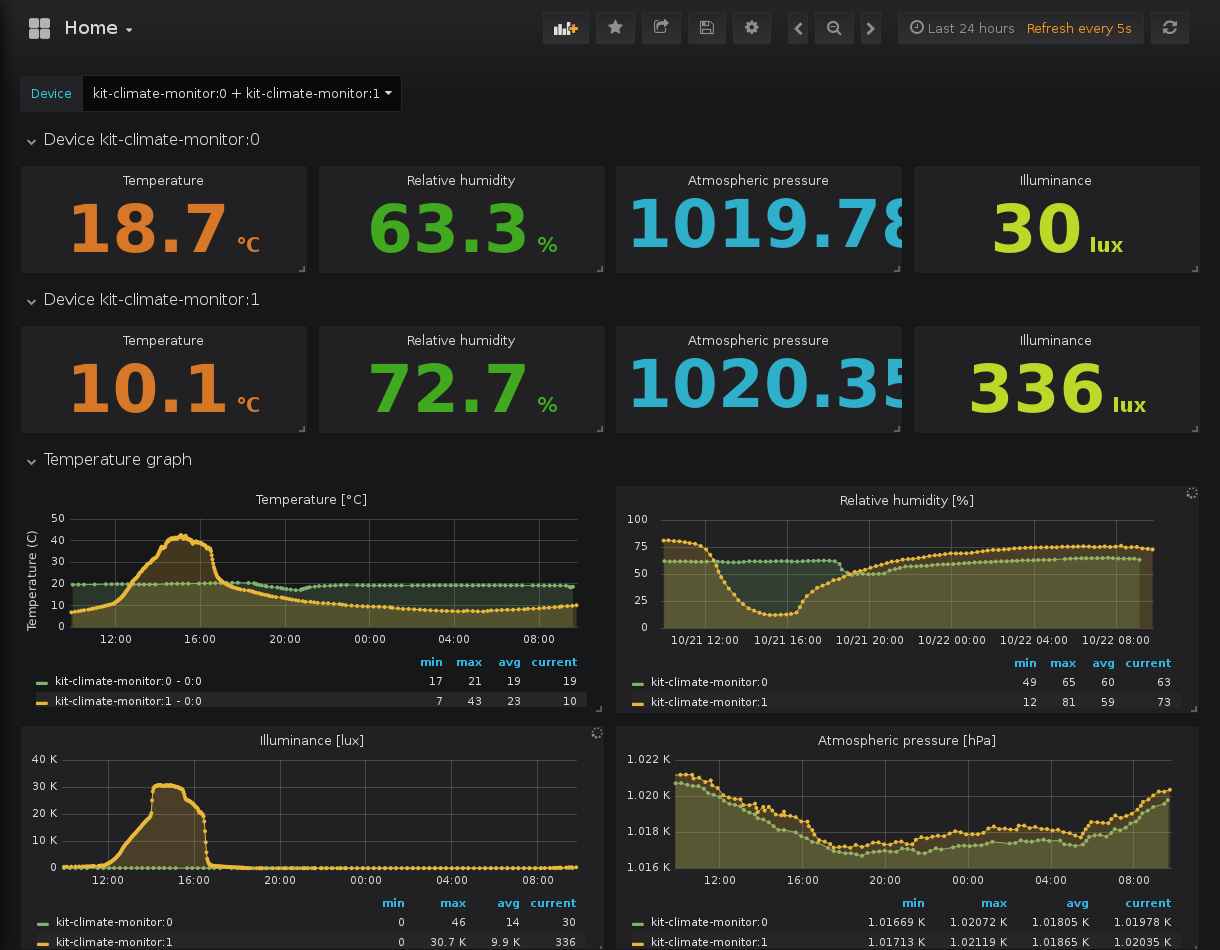 Home
Last 24 hours Refresh every 5s
Device kit-climate-monitor:0 + kit-climate-monitor:1
Device kit-climate-monitor:0
Temperature
18.7 °C
Relative humidity
63.3 %
Atmospheric pressure
1019.78
Illuminance
30 lux
Device kit-climate-monitor:1
Temperature
10.1 °C
Relative humidity
72.7 %
Atmospheric pressure
1020.35
Illuminance
336 lux
Temperature graph
Temperature [°C]
Temperature (C)
50
40
30
20
10
0
12:00 16:00 20:00 00:00 04:00 08:00
min max avg current
kit-climate-monitor:0 - 0:0 17 21 19 19
kit-climate-monitor:1 - 0:0 7 43 23 10
Relative humidity [%]
100
75
50
25
0
10/21 12:00 10/21 16:00 10/21 20:00 10/22 00:00 10/22 04:00 10/22 08:00
min max avg current
kit-climate-monitor:0 49 65 60 63
kit-climate-monitor:1 12 81 59 73
Illuminance [lux]
40 K
30 K
20 K
10 K
0
12:00 16:00 20:00 00:00 04:00 08:00
min max avg current
kit-climate-monitor:0 0 46 14 30
kit-climate-monitor:1 0 30.7 K 9.9 K 336
Atmospheric pressure [hPa]
1.022 K
1.020 K
1.018 K
1.016 K
12:00 16:00 20:00 00:00 04:00 08:00
min max avg current
kit-climate-monitor:0 1.01669 K 1.02072 K 1.01805 K 1.01978 K
kit-climate-monitor:1 1.01713 K 1.02119 K 1.01865 K 1.02035 K